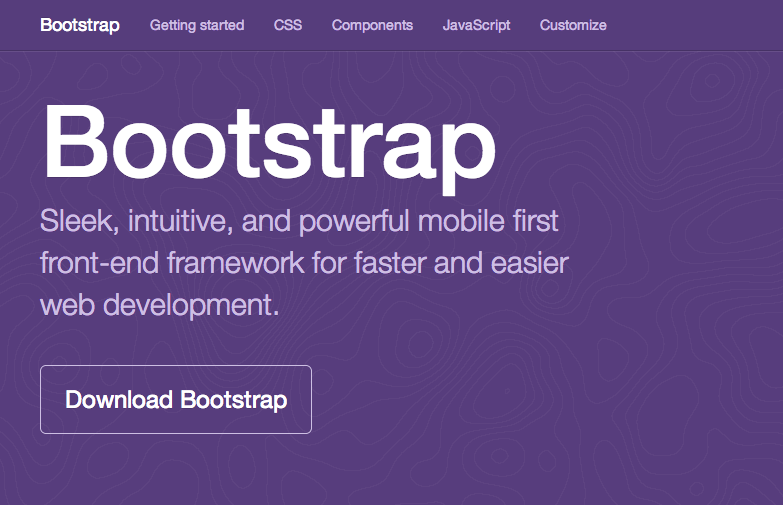 Bootstrap Getting started CSS Components JavaScript Customize
Bootstrap
Sleek, intuitive, and powerful mobile first
front-end framework for faster and easier
web development.
Download Bootstrap